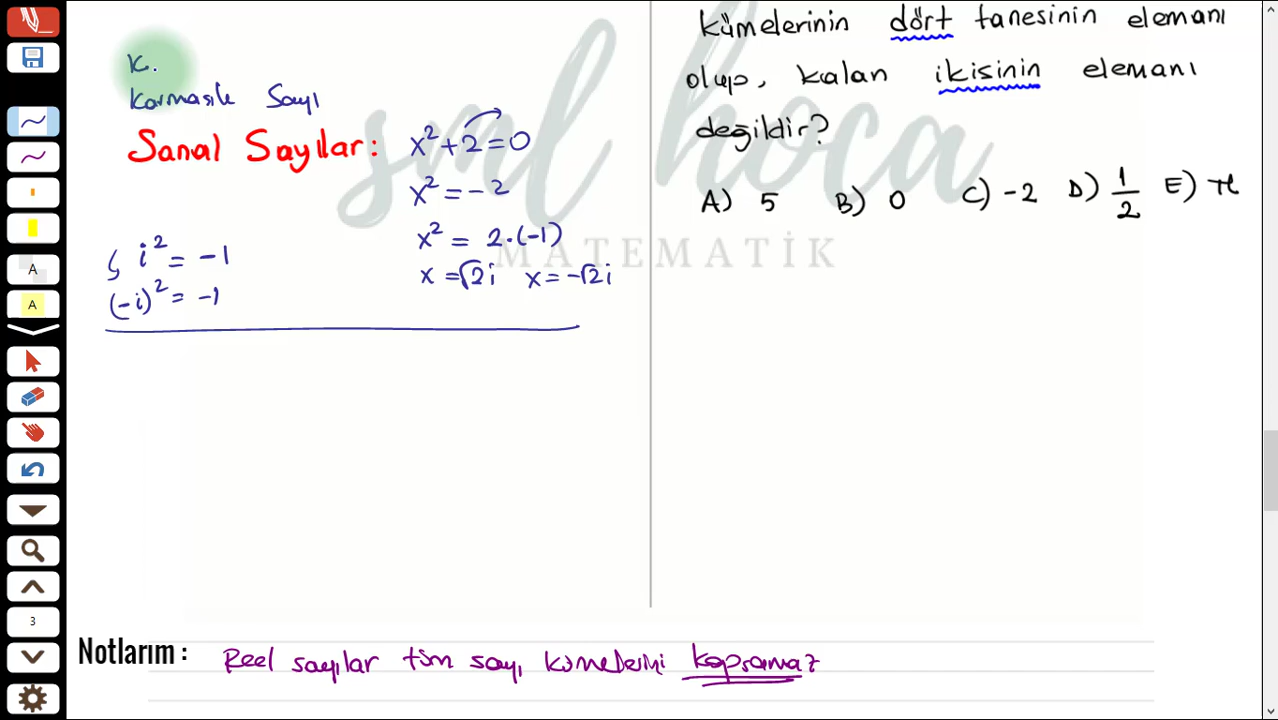 K.
Karmaşık Sayı
Sanal Sayılar:
x² + 2 = 0
x² = -2
x² = 2·(-1)
x = √2i x = -√2i
i² = -1
(-i)² = -1
kümelerinin dört tanesinin elemanı
olup, kalan ikisinin elemanı
değildir?
A) 5 B) 0 C) -2 D) 1/2 E) π
sml hoca
MATEMATİK
A
A
3
Notlarım :
Reel sayılar tüm sayı kümelerini kapsamaz